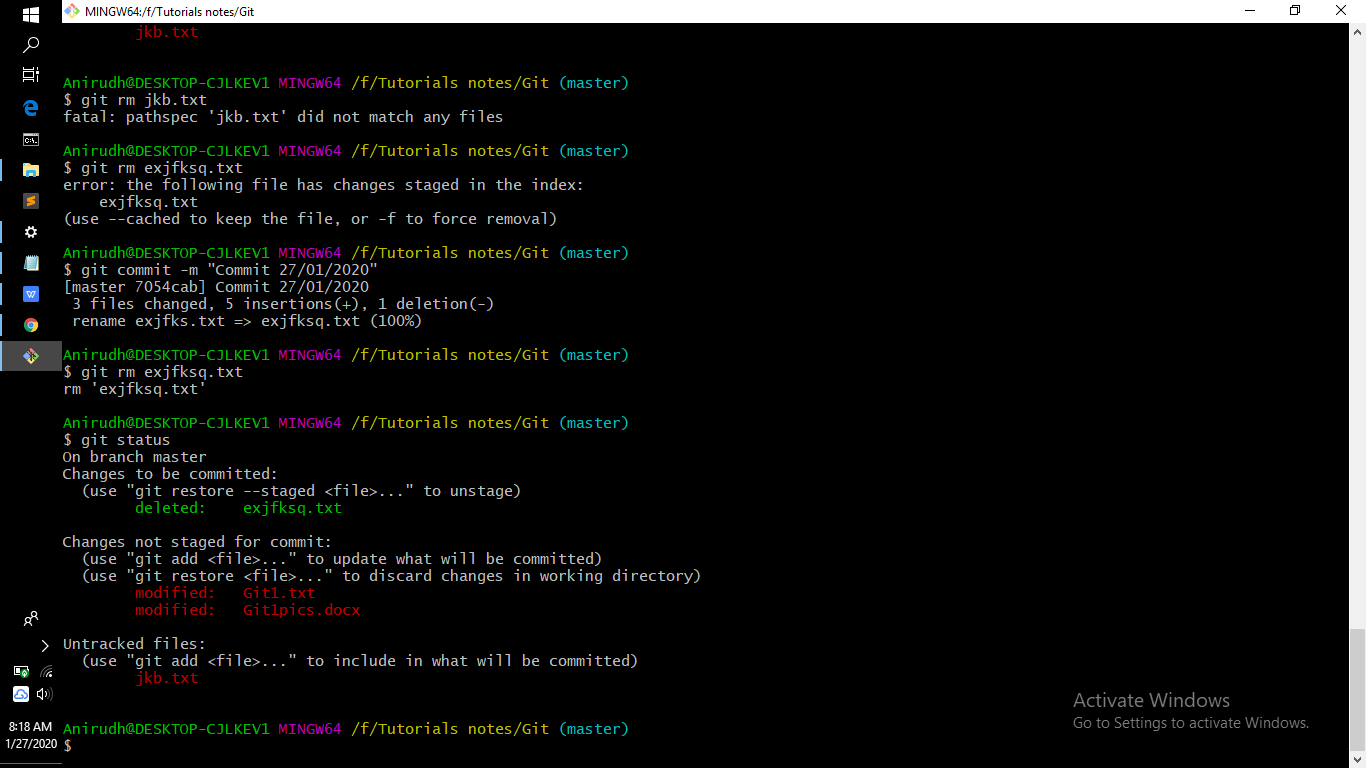 MINGW64:/f/Tutorials notes/Git
jkb.txt
Anirudh@DESKTOP-CJLKEV1 MINGW64 /f/Tutorials notes/Git (master)
$ git rm jkb.txt
fatal: pathspec 'jkb.txt' did not match any files
Anirudh@DESKTOP-CJLKEV1 MINGW64 /f/Tutorials notes/Git (master)
$ git rm exjfksq.txt
error: the following file has changes staged in the index:
    exjfksq.txt
(use --cached to keep the file, or -f to force removal)
Anirudh@DESKTOP-CJLKEV1 MINGW64 /f/Tutorials notes/Git (master)
$ git commit -m "Commit 27/01/2020"
[master 7054cab] Commit 27/01/2020
 3 files changed, 5 insertions(+), 1 deletion(-)
 rename exjfks.txt => exjfksq.txt (100%)
Anirudh@DESKTOP-CJLKEV1 MINGW64 /f/Tutorials notes/Git (master)
$ git rm exjfksq.txt
rm 'exjfksq.txt'
Anirudh@DESKTOP-CJLKEV1 MINGW64 /f/Tutorials notes/Git (master)
$ git status
On branch master
Changes to be committed:
  (use "git restore --staged <file>..." to unstage)
        deleted:    exjfksq.txt
Changes not staged for commit:
  (use "git add <file>..." to update what will be committed)
  (use "git restore <file>..." to discard changes in working directory)
        modified:   Git1.txt
        modified:   Git1pics.docx
Untracked files:
  (use "git add <file>..." to include in what will be committed)
        jkb.txt
Anirudh@DESKTOP-CJLKEV1 MINGW64 /f/Tutorials notes/Git (master)
$
Activate Windows
Go to Settings to activate Windows.
8:18 AM
1/27/2020